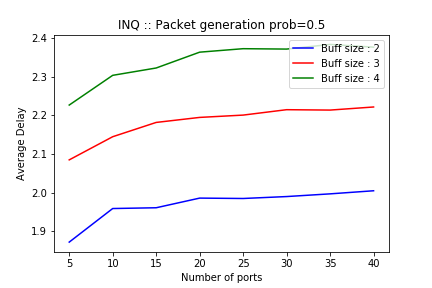 INQ :: Packet generation prob=0.5
2.4
2.3
2.2
2.1
2.0
1.9
Average Delay
Buff size : 2
Buff size : 3
Buff size : 4
5 10 15 20 25 30 35 40
Number of ports